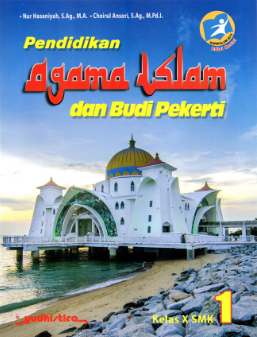 • Nur Hasaniyah, S.Ag., M.A. • Choirul Ansori, S.Ag., M.Pd.I.
Pendidikan
Agama Islam
dan Budi Pekerti
yudhistira
Kelas X SMK 1